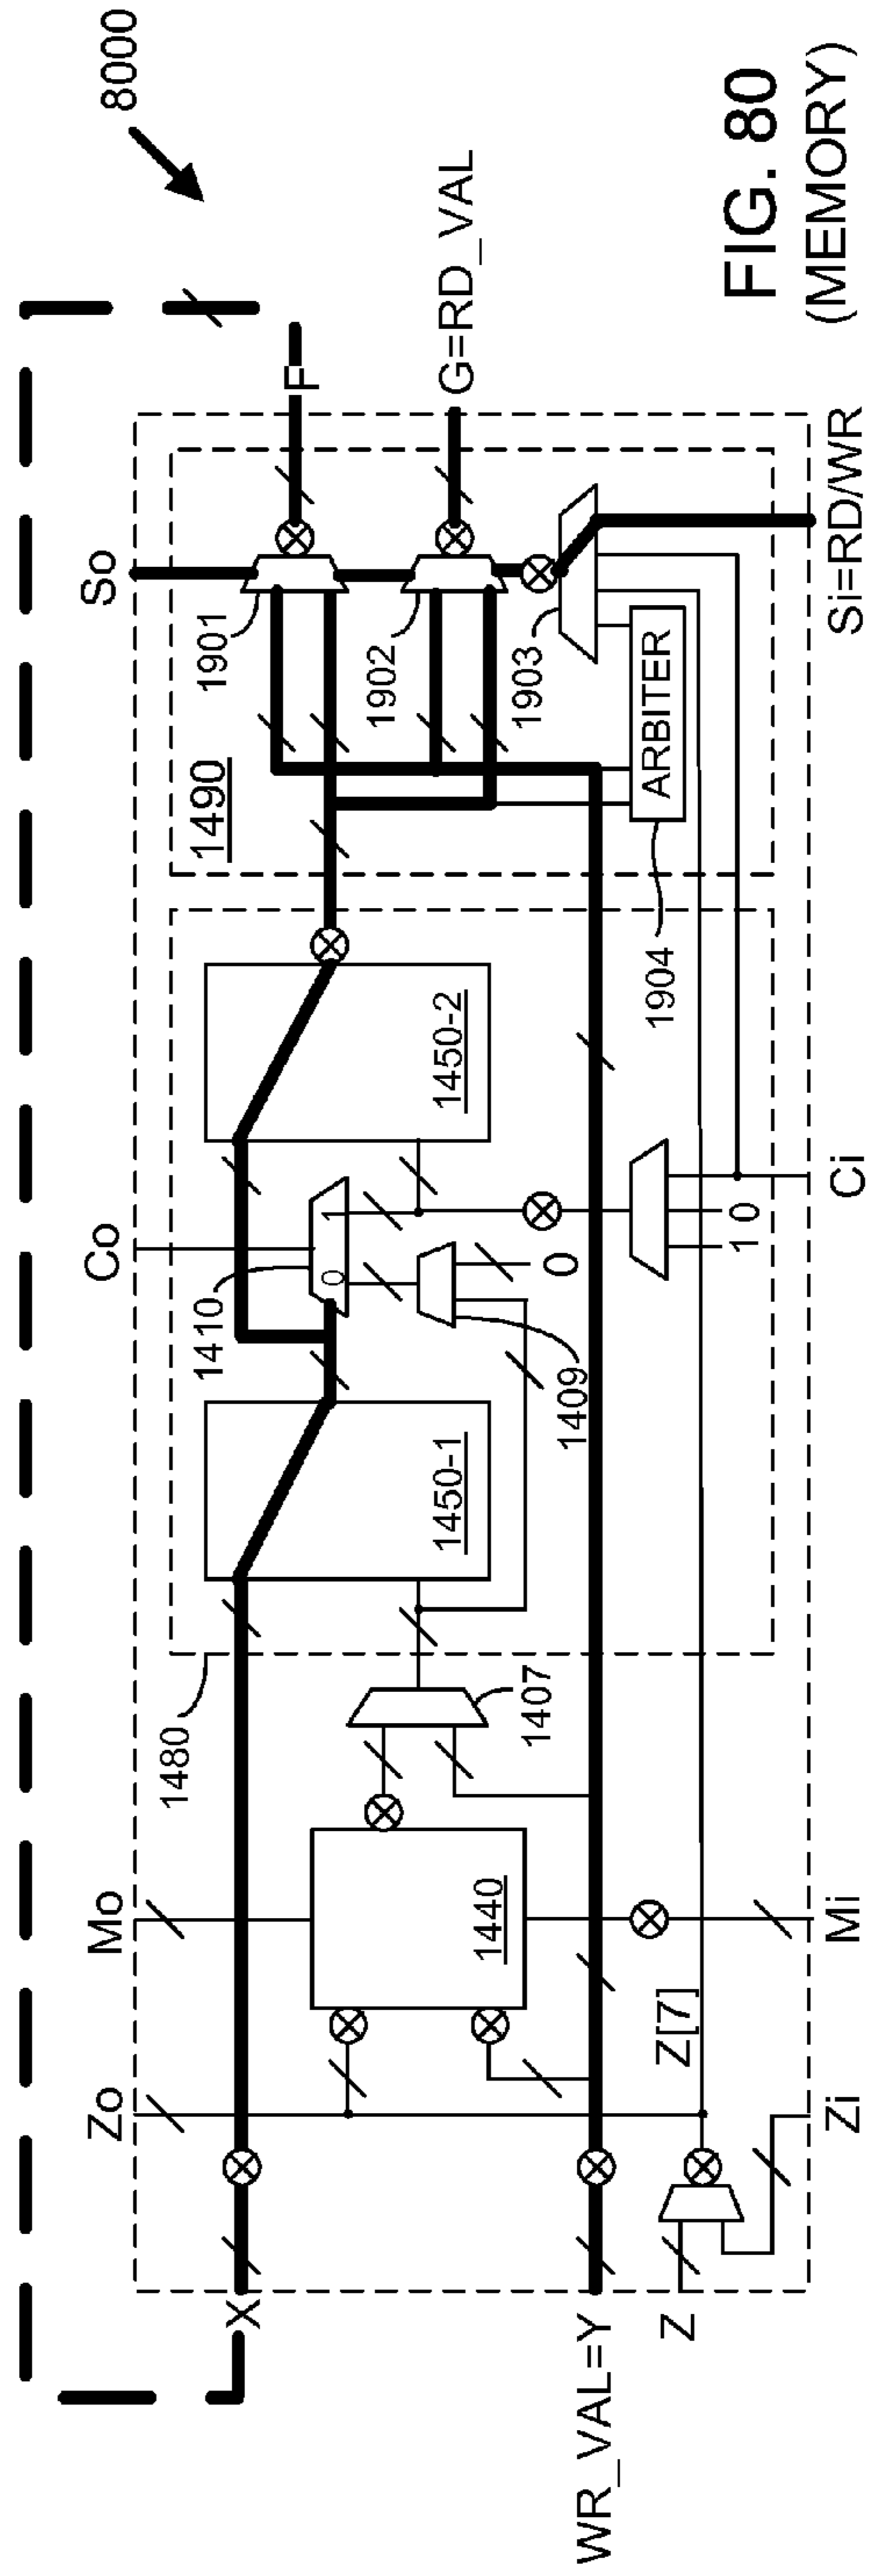 8000
So
Co
Mo
Zo
F
G=RD_VAL
1901
1902
1903
1490
ARBITER
1904
1450-2
1410
0
1
0
1409
1 0
1450-1
1480
1407
1440
Z[7]
X
WR_VAL=Y
Z
Zi
Mi
Ci
Si=RD/WR
FIG. 80
(MEMORY)